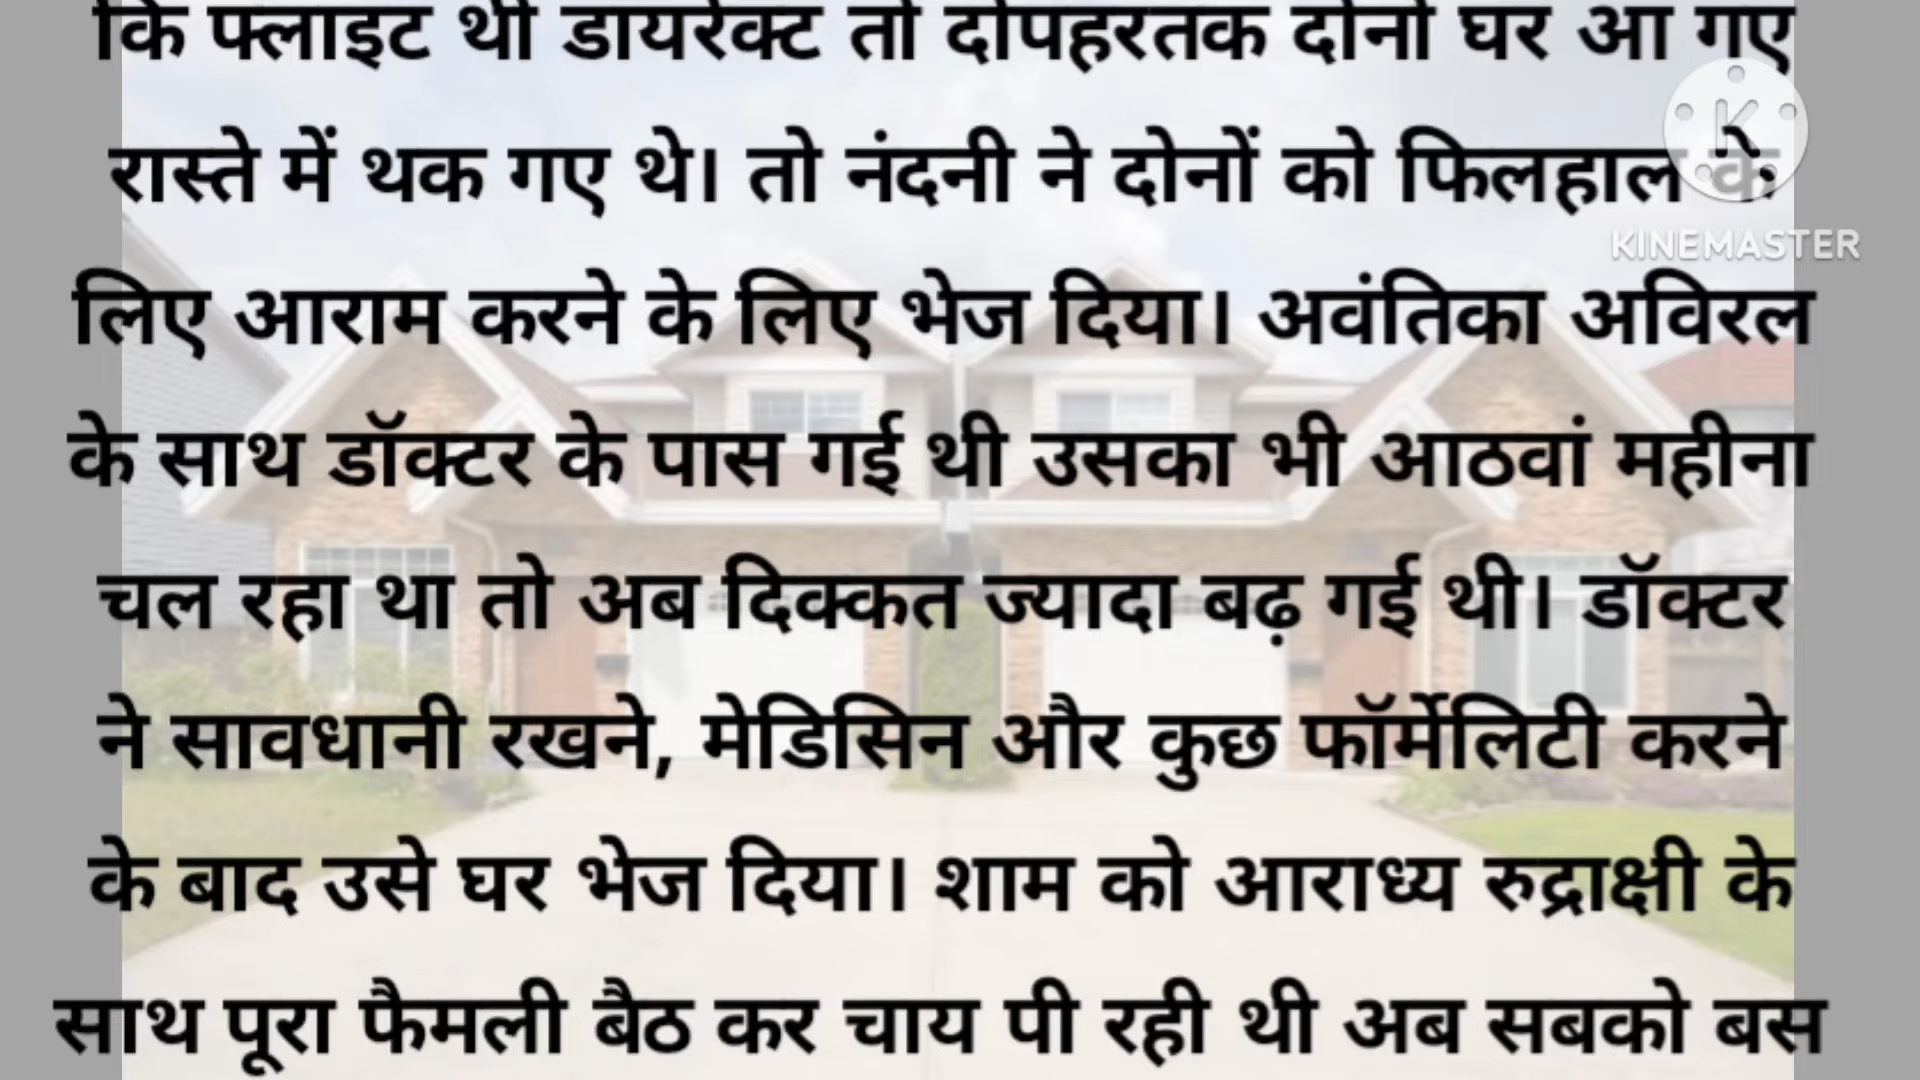 कि फ्लाइट थी डायरेक्ट तो दोपहरतक दोनो घर आ गए
रास्ते में थक गए थे। तो नंदनी ने दोनों को फिलहाल के
KINEMASTER
लिए आराम करने के लिए भेज दिया। अवंतिका अविरल
के साथ डॉक्टर के पास गई थी उसका भी आठवां महीना
चल रहा था तो अब दिक्कत ज्यादा बढ़ गई थी। डॉक्टर
ने सावधानी रखने, मेडिसिन और कुछ फॉर्मेलिटी करने
के बाद उसे घर भेज दिया। शाम को आराध्य रुद्राक्षी के
साथ पूरा फैमली बैठ कर चाय पी रही थी अब सबको बस